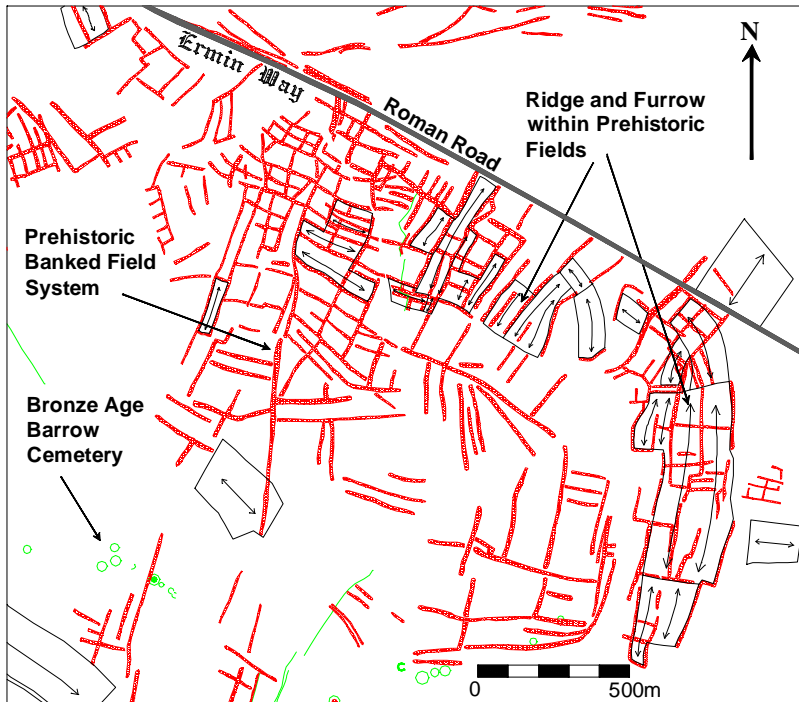 Ermin Way
Roman Road
N
Ridge and Furrow
within Prehistoric
Fields
Prehistoric
Banked Field
System
Bronze Age
Barrow
Cemetery
0 500m